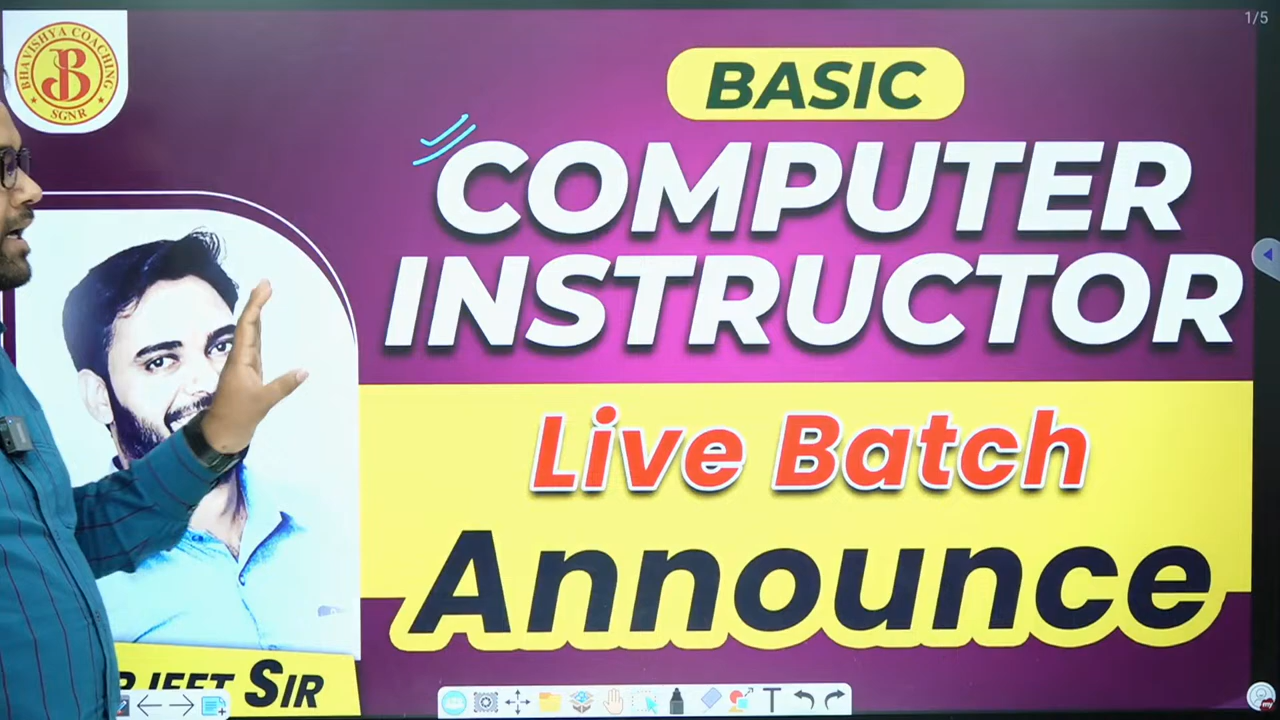 1/5
BHAVISHYA COACHING
SGNR
BASIC
COMPUTER
INSTRUCTOR
Live Batch
Announce
SIR